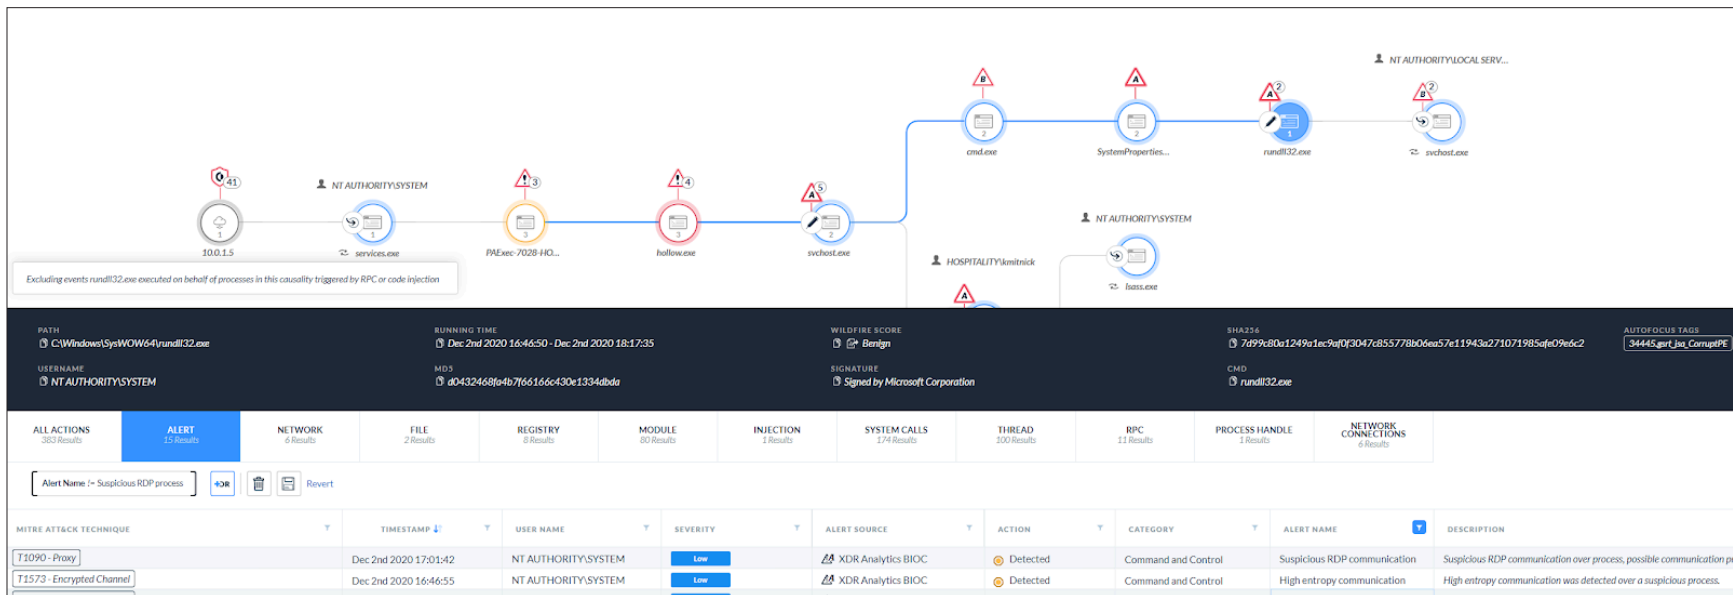 NT AUTHORITY\LOCAL SERV...
B
A
A 2
B 2
2
2
1
cmd.exe
SystemProperties...
rundll32.exe
svchost.exe
41
NT AUTHORITY\SYSTEM
3
4
A 5
1
1
3
3
2
10.0.1.5
services.exe
PAExec-7028-HO...
hollow.exe
svchost.exe
NT AUTHORITY\SYSTEM
lsass.exe
HOSPITALITY\kmitnick
A
Excluding events rundll32.exe executed on behalf of processes in this causality triggered by RPC or code injection
PATH
C:\Windows\SysWOW64\rundll32.exe
RUNNING TIME
Dec 2nd 2020 16:46:50 - Dec 2nd 2020 18:17:35
WILDFIRE SCORE
Benign
SHA256
7d99c80a1249a1ec9af0f3047c855778b06ea57e11943a271071985afe09e6c2
AUTOFOCUS TAGS
34445.gsrt_jsa_CorruptPE
USERNAME
NT AUTHORITY\SYSTEM
MD5
d0432468fa4b7f66166c430e1334dbda
SIGNATURE
Signed by Microsoft Corporation
CMD
rundll32.exe
ALL ACTIONS
383 Results
ALERT
15 Results
NETWORK
6 Results
FILE
2 Results
REGISTRY
8 Results
MODULE
80 Results
INJECTION
1 Results
SYSTEM CALLS
174 Results
THREAD
100 Results
RPC
11 Results
PROCESS HANDLE
1 Results
NETWORK
CONNECTIONS
6 Results
Alert Name != Suspicious RDP process
+OR
Revert
MITRE ATT&CK TECHNIQUE TIMESTAMP USER NAME SEVERITY ALERT SOURCE ACTION CATEGORY ALERT NAME DESCRIPTION
T1090 - Proxy Dec 2nd 2020 17:01:42 NT AUTHORITY\SYSTEM Low XDR Analytics BIOC Detected Command and Control Suspicious RDP communication Suspicious RDP communication over process, possible communication p
T1573 - Encrypted Channel Dec 2nd 2020 16:46:55 NT AUTHORITY\SYSTEM Low XDR Analytics BIOC Detected Command and Control High entropy communication High entropy communication was detected over a suspicious process.